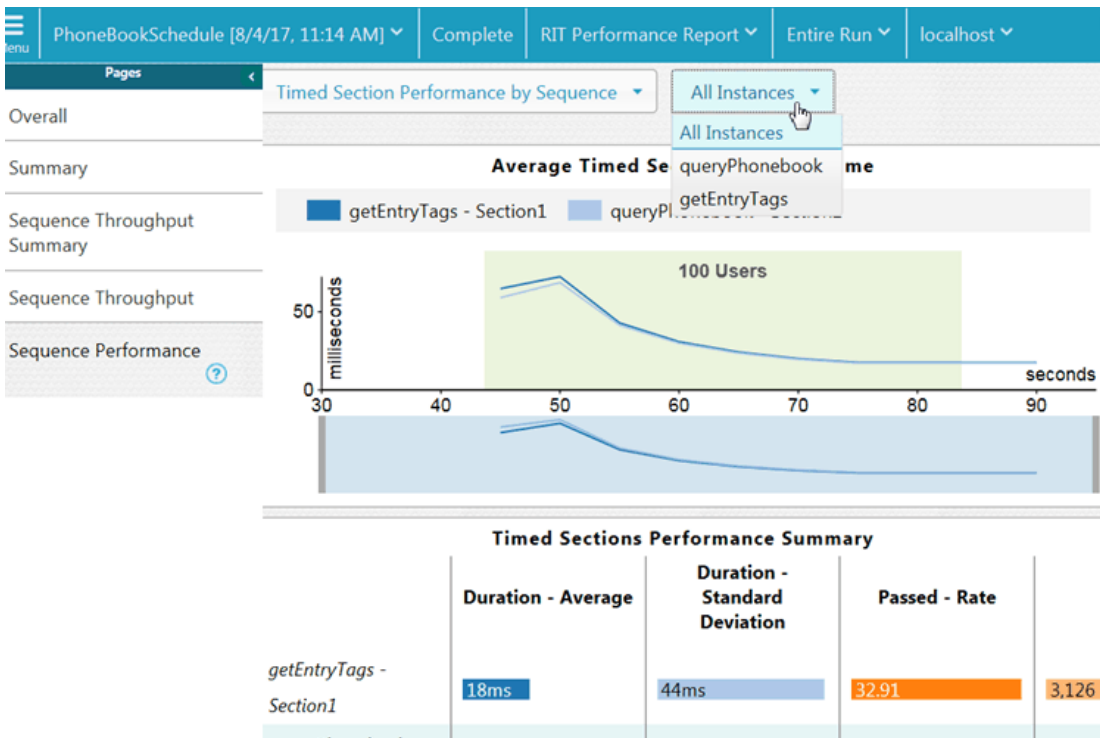 PhoneBookSchedule [8/4/17, 11:14 AM]
Complete
RIT Performance Report
Entire Run
localhost
Pages
Overall
Summary
Sequence Throughput
Summary
Sequence Throughput
Sequence Performance
?
Timed Section Performance by Sequence
All Instances
All Instances
queryPhonebook
getEntryTags
Average Timed Se
me
getEntryTags - Section1
100 Users
milliseconds
50
0
seconds
30 40 50 60 70 80 90
Timed Sections Performance Summary
Duration - Average
Duration -
Standard
Deviation
Passed - Rate
getEntryTags -
Section1
18ms
44ms
32.91
3,126